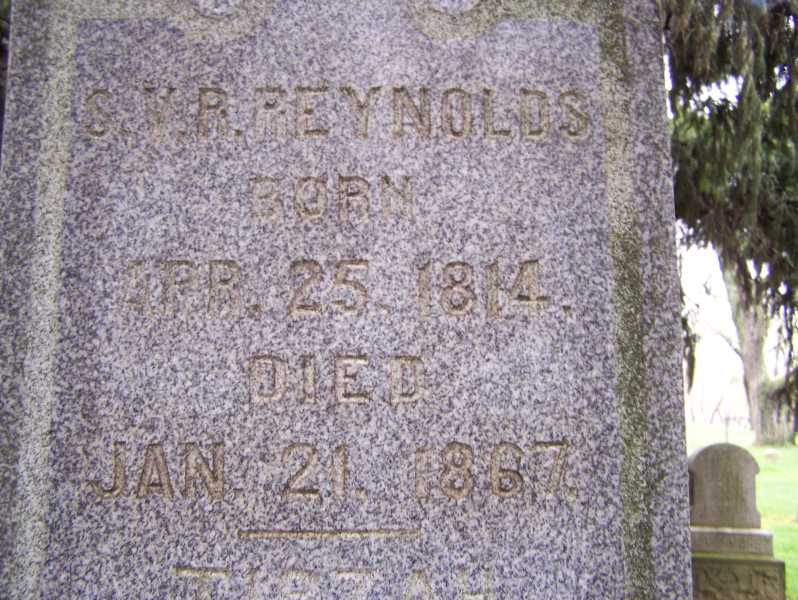 S.V.R. REYNOLDS
BORN
APR. 25. 1814.
DIED
JAN. 21. 1867.